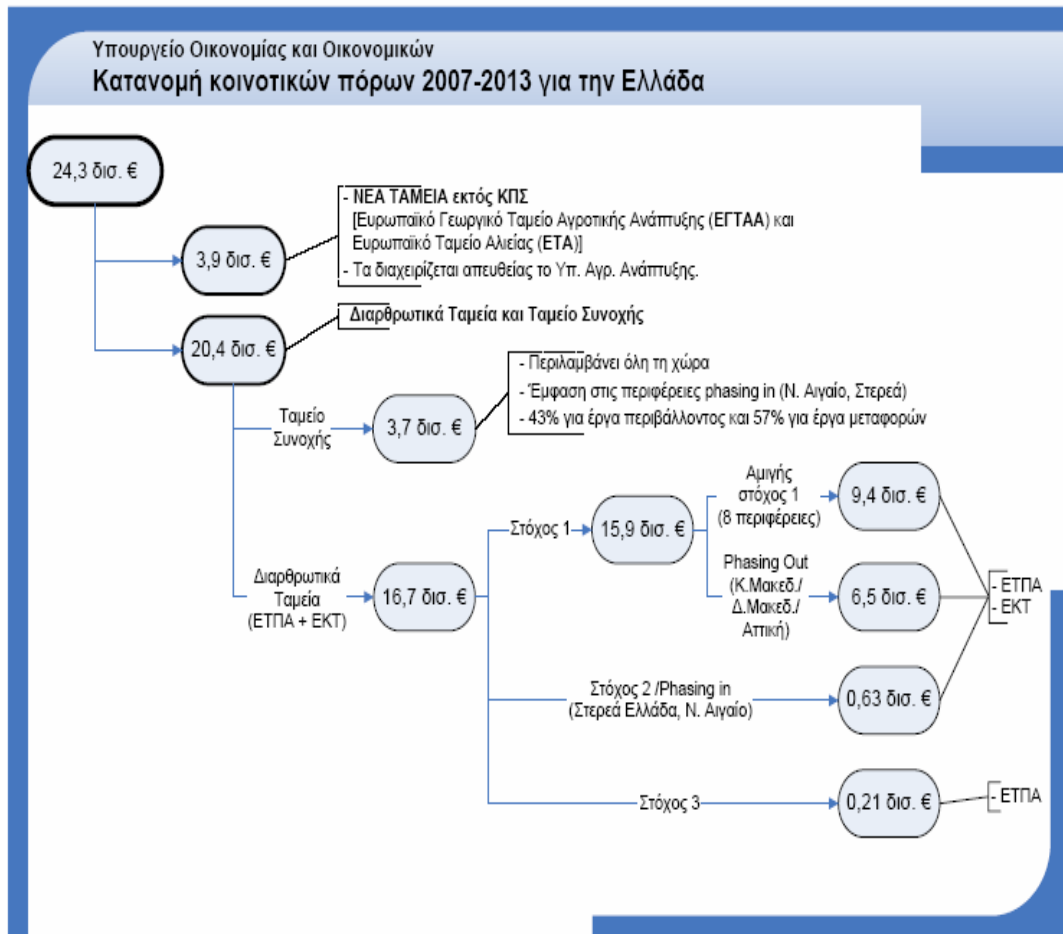 Υπουργείο Οικονομίας και Οικονομικών
Κατανομή κοινοτικών πόρων 2007-2013 για την Ελλάδα
24,3 δισ. €
3,9 δισ. €
- ΝΕΑ ΤΑΜΕΙΑ εκτός ΚΠΣ
[Ευρωπαϊκό Γεωργικό Ταμείο Αγροτικής Ανάπτυξης (ΕΓΤΑΑ) και
Ευρωπαϊκό Ταμείο Αλιείας (ΕΤΑ)]
- Τα διαχειρίζεται απευθείας το Υπ. Αγρ. Ανάπτυξης.
20,4 δισ. €
Διαρθρωτικά Ταμεία και Ταμείο Συνοχής
Ταμείο
Συνοχής
3,7 δισ. €
- Περιλαμβάνει όλη τη χώρα
- Έμφαση στις περιφέρειες phasing in (Ν. Αιγαίο, Στερεά)
- 43% για έργα περιβάλλοντος και 57% για έργα μεταφορών
Διαρθρωτικά
Ταμεία
(ΕΤΠΑ + ΕΚΤ)
16,7 δισ. €
Στόχος 1
15,9 δισ. €
Αμιγής
στόχος 1
(8 περιφέρειες)
9,4 δισ. €
Phasing Out
(Κ.Μακεδ./
Δ.Μακεδ./
Αττική)
6,5 δισ. €
- ΕΤΠΑ
- ΕΚΤ
Στόχος 2 /Phasing in
(Στερεά Ελλάδα, Ν. Αιγαίο)
0,63 δισ. €
Στόχος 3
0,21 δισ. €
- ΕΤΠΑ